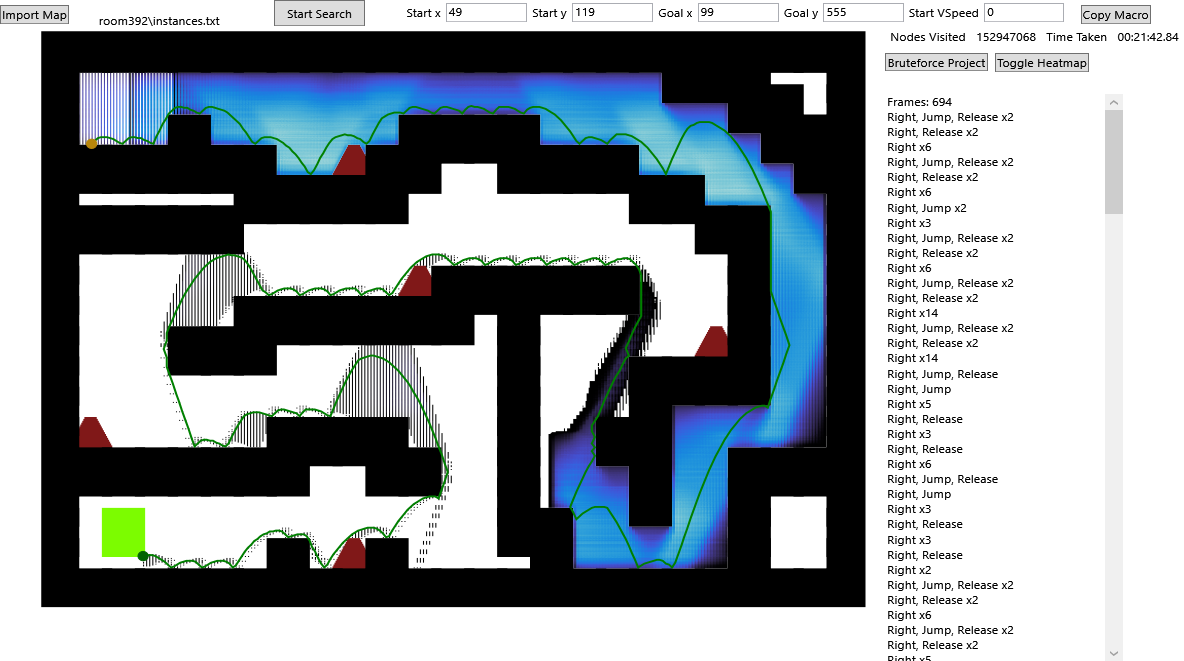 Import Map
room392\instances.txt
Start Search
Start x 49 Start y 119 Goal x 99 Goal y 555 Start VSpeed 0
Copy Macro
Nodes Visited 152947068 Time Taken 00:21:42.84
Bruteforce Project Toggle Heatmap
Frames: 694
Right, Jump, Release x2
Right, Release x2
Right x6
Right, Jump, Release x2
Right, Release x2
Right x6
Right, Jump x2
Right x3
Right, Jump, Release x2
Right, Release x2
Right x6
Right, Jump, Release x2
Right, Release x2
Right x14
Right, Jump, Release x2
Right, Release x2
Right x14
Right, Jump, Release
Right, Jump
Right x5
Right, Release
Right x3
Right, Release
Right x6
Right, Jump, Release
Right, Jump
Right x3
Right, Release
Right x3
Right, Release
Right x2
Right, Jump, Release x2
Right, Release x2
Right x6
Right, Jump, Release x2
Right, Release x2
Right x5